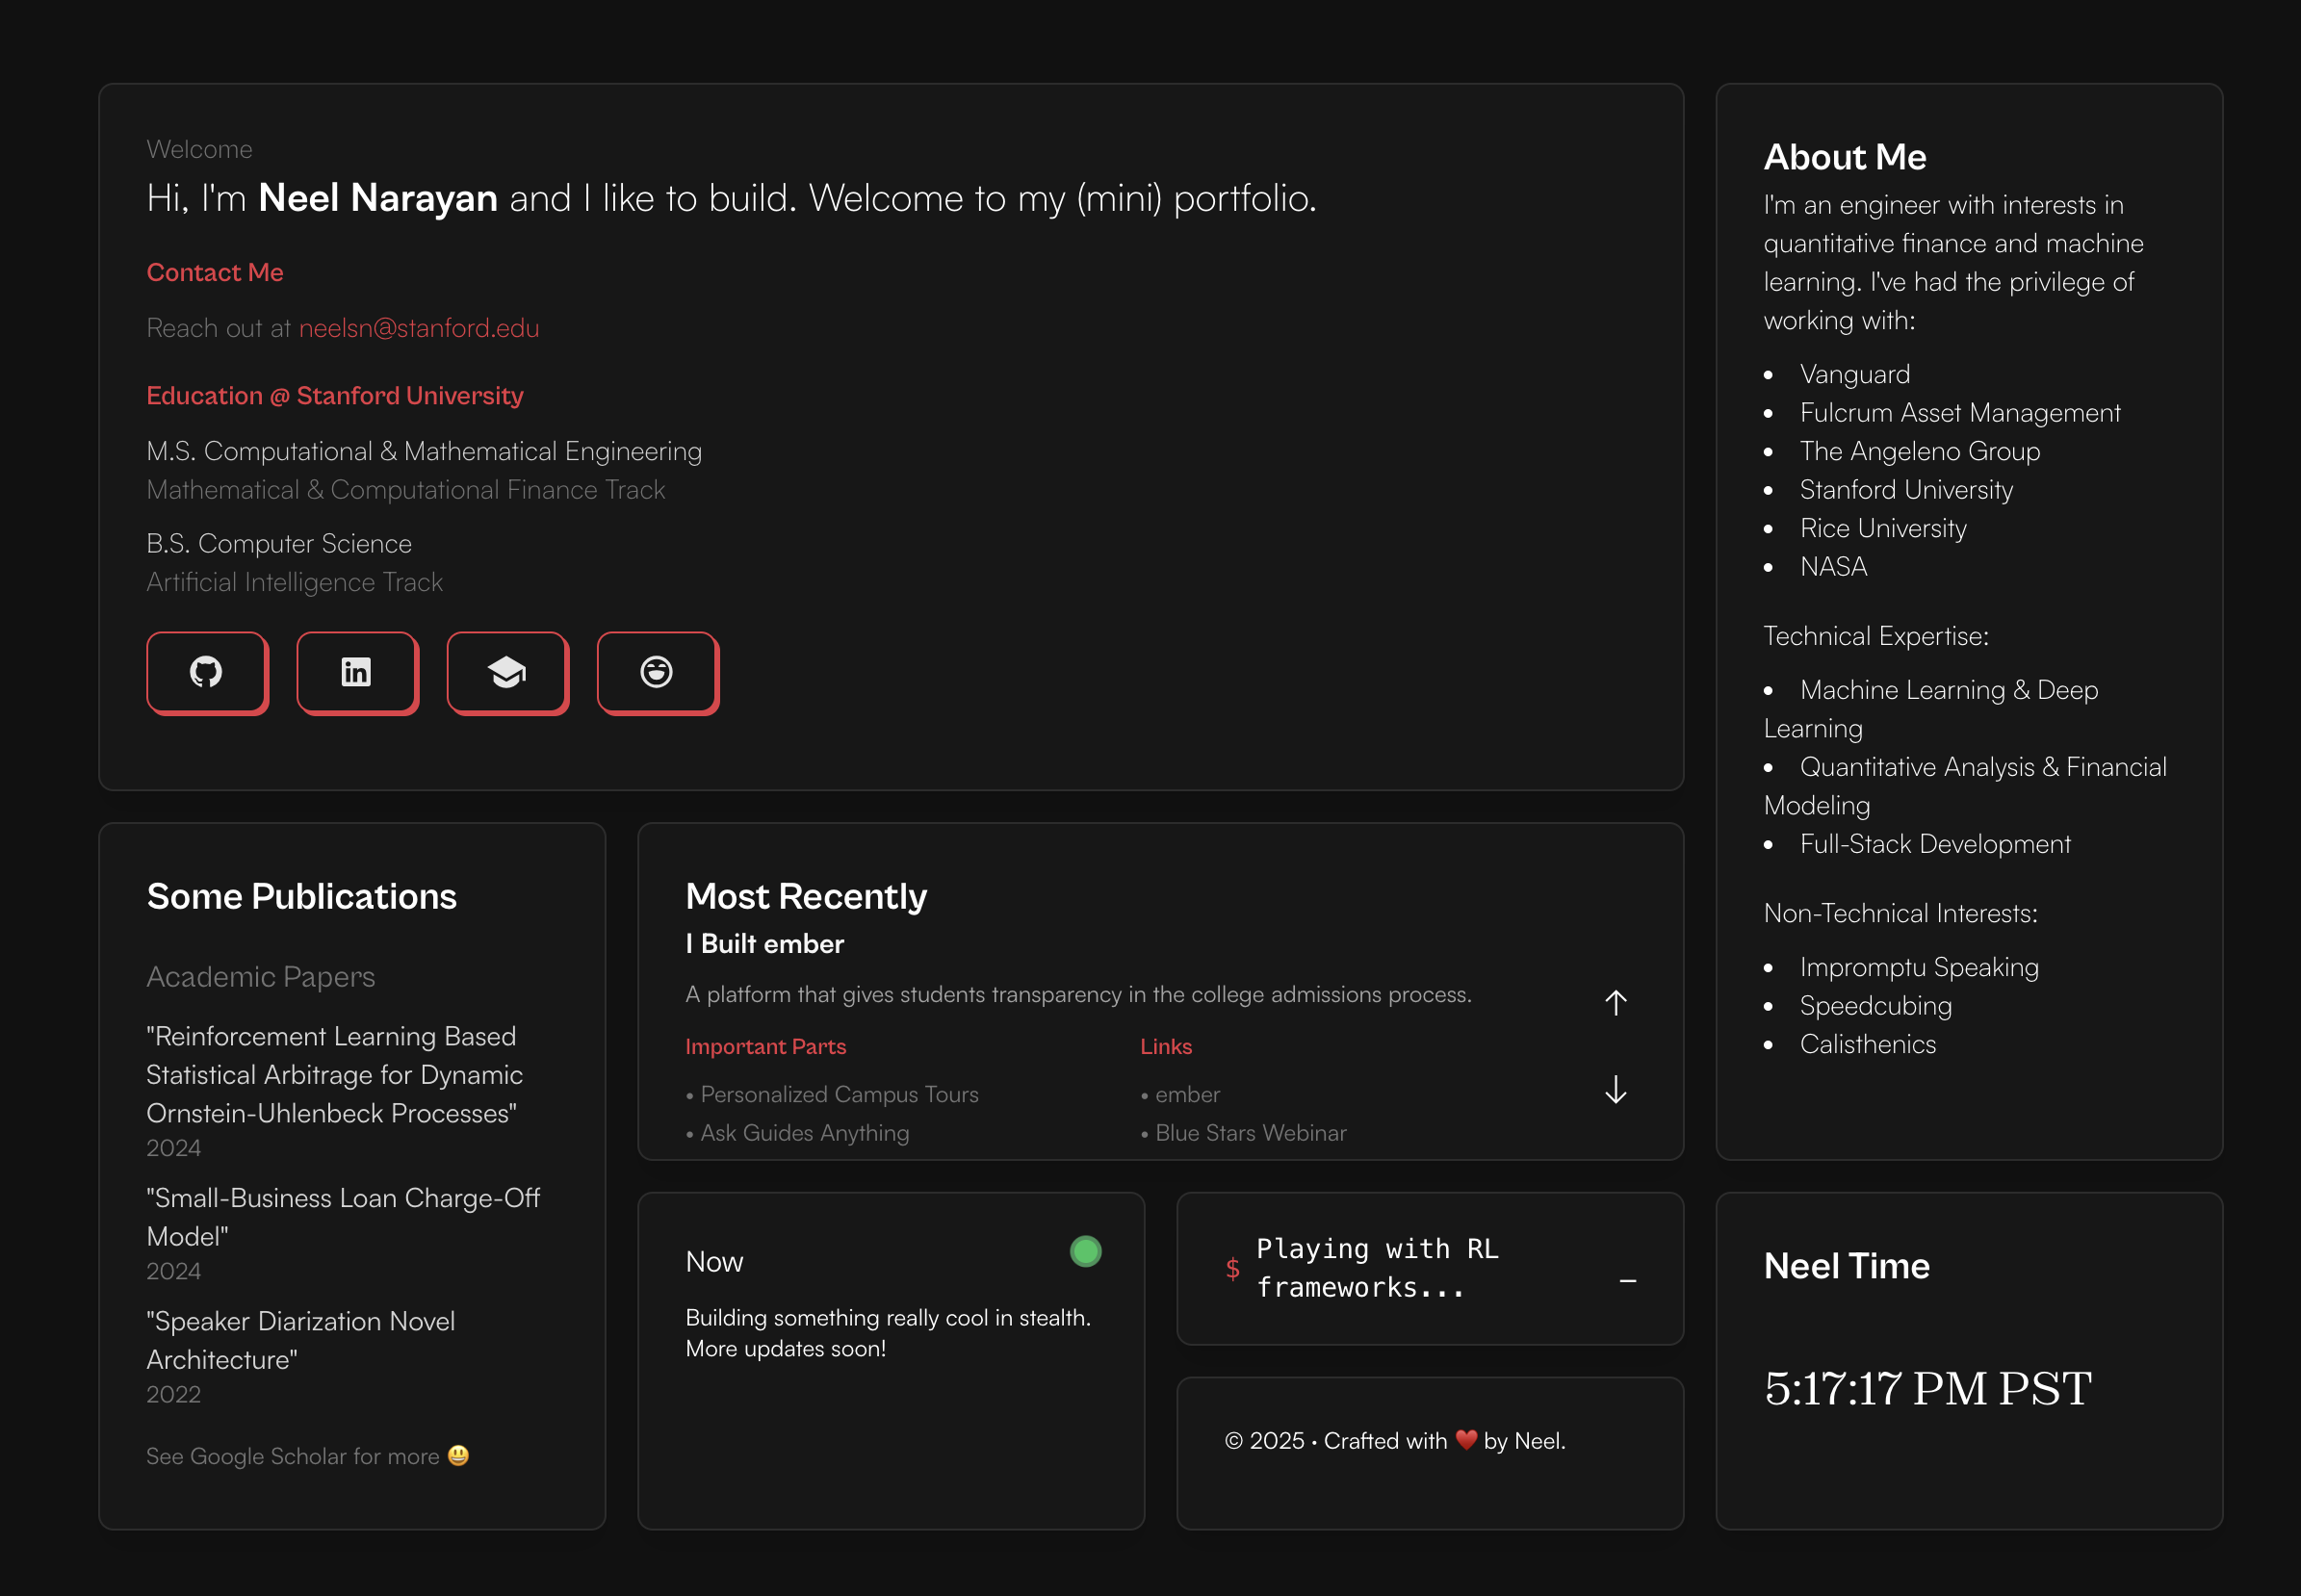 Welcome
Hi, I'm Neel Narayan and I like to build. Welcome to my (mini) portfolio.
Contact Me
Reach out at neelsn@stanford.edu
Education @ Stanford University
M.S. Computational & Mathematical Engineering
Mathematical & Computational Finance Track
B.S. Computer Science
Artificial Intelligence Track
in
About Me
I'm an engineer with interests in
quantitative finance and machine
learning. I've had the privilege of
working with:
• Vanguard
• Fulcrum Asset Management
• The Angeleno Group
• Stanford University
• Rice University
• NASA
Technical Expertise:
• Machine Learning & Deep
Learning
• Quantitative Analysis & Financial
Modeling
• Full-Stack Development
Non-Technical Interests:
• Impromptu Speaking
• Speedcubing
• Calisthenics
Some Publications
Academic Papers
"Reinforcement Learning Based
Statistical Arbitrage for Dynamic
Ornstein-Uhlenbeck Processes"
2024
"Small-Business Loan Charge-Off
Model"
2024
"Speaker Diarization Novel
Architecture"
2022
See Google Scholar for more 😃
Most Recently
I Built ember
A platform that gives students transparency in the college admissions process.
Important Parts
• Personalized Campus Tours
• Ask Guides Anything
Links
• ember
• Blue Stars Webinar
↑
↓
Now
Building something really cool in stealth.
More updates soon!
$ Playing with RL
frameworks... _
© 2025 · Crafted with ❤️ by Neel.
Neel Time
5:17:17 PM PST